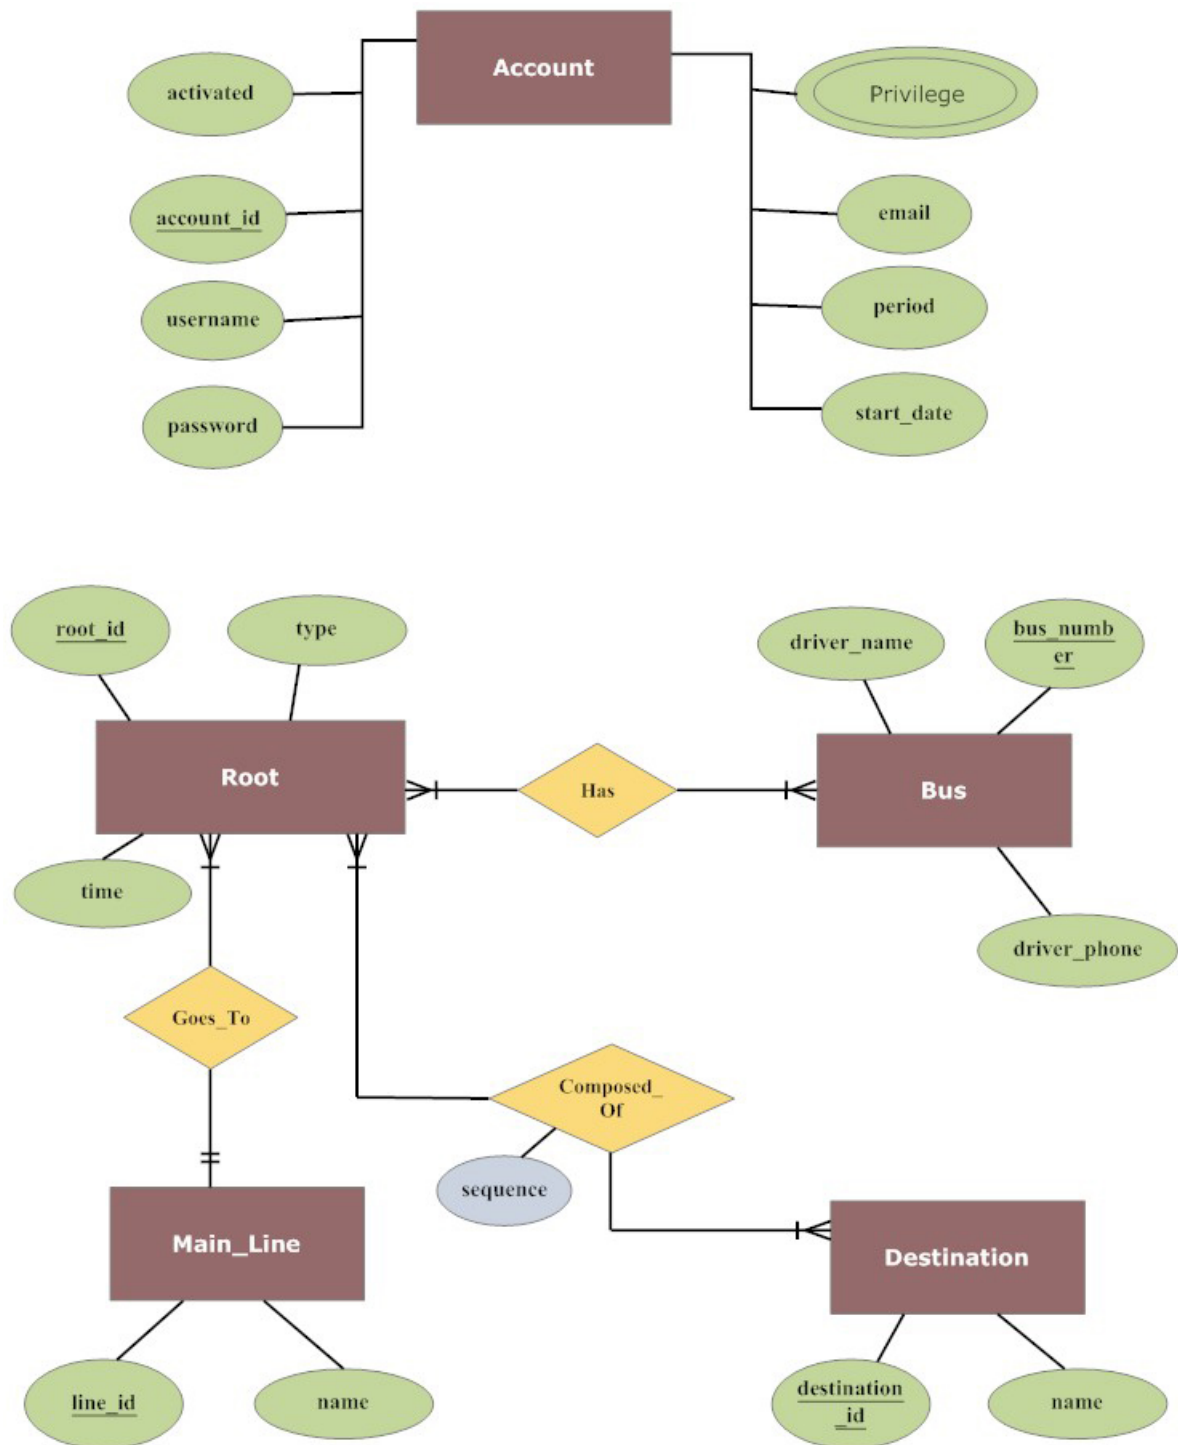 Account
activated
Privilege
account_id
email
username
period
password
start_date
root_id
type
driver_name
bus_numb
er
Root
Has
Bus
time
driver_phone
Goes_To
Composed_
Of
sequence
Main_Line
Destination
line_id
name
destination
_id
name